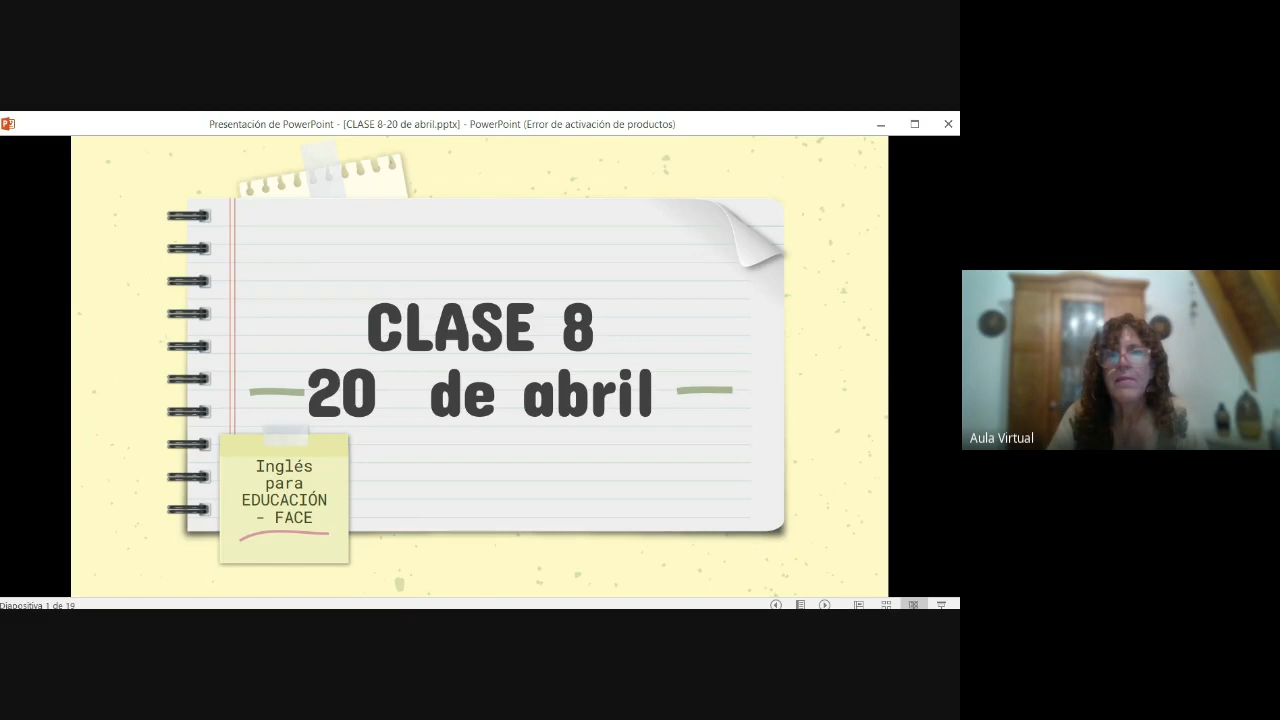 Presentación de PowerPoint - [CLASE 8-20 de abril.pptx] - PowerPoint (Error de activación de productos)
CLASE 8
20 de abril
Inglés
para
EDUCACIÓN
- FACE
Aula Virtual
Diapositiva 1 de 19